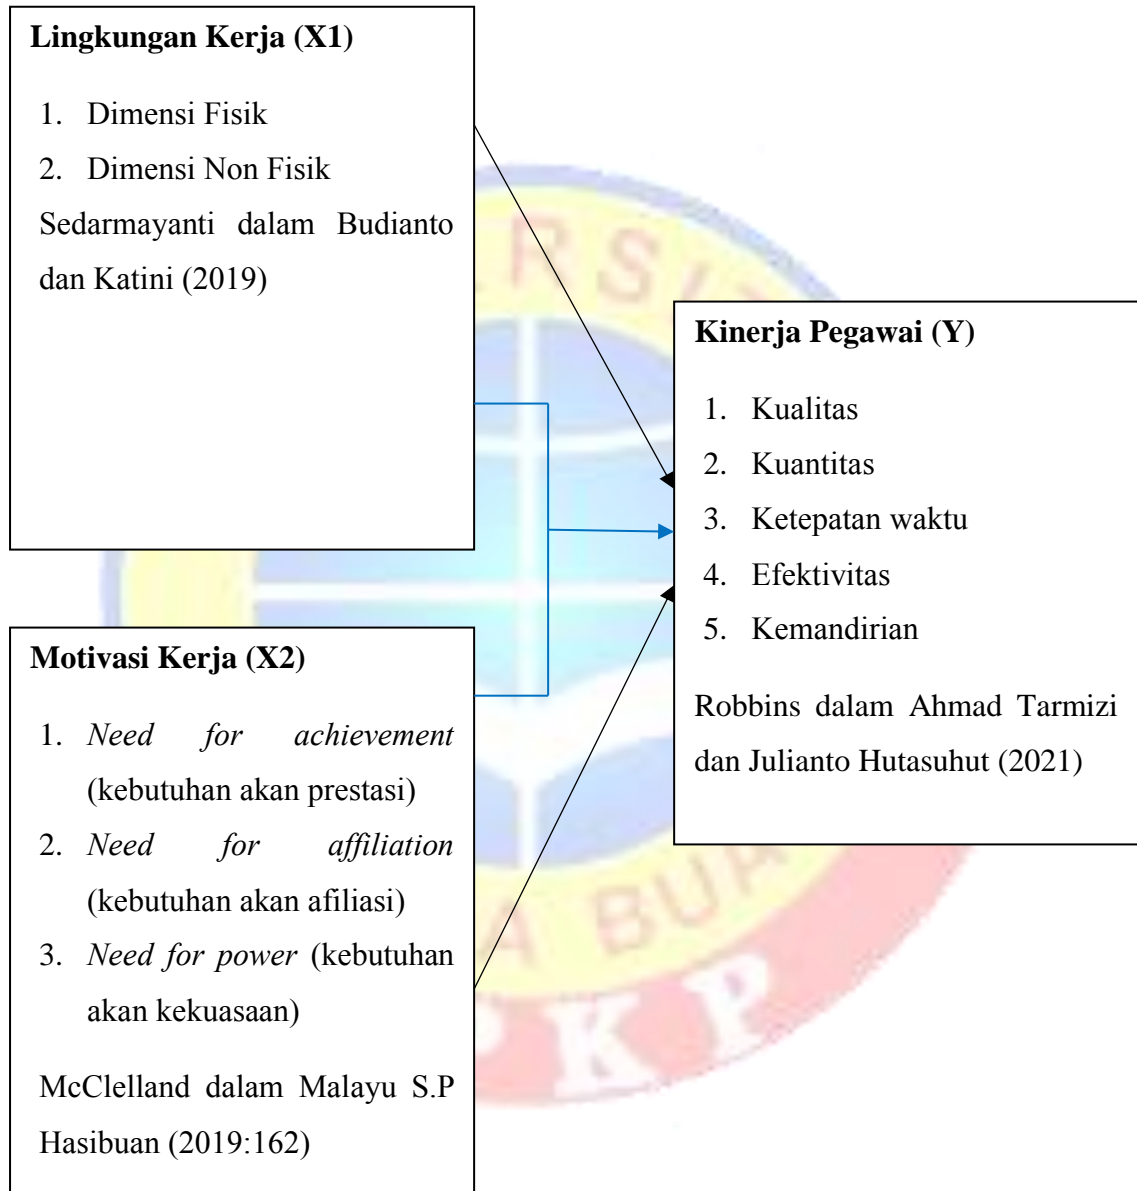 Lingkungan Kerja (X1)
1. Dimensi Fisik
2. Dimensi Non Fisik
Sedarmayanti dalam Budianto
dan Katini (2019)
Kinerja Pegawai (Y)
1. Kualitas
2. Kuantitas
3. Ketepatan waktu
4. Efektivitas
5. Kemandirian
Robbins dalam Ahmad Tarmizi
dan Julianto Hutasuhut (2021)
Motivasi Kerja (X2)
1. Need for achievement
(kebutuhan akan prestasi)
2. Need for affiliation
(kebutuhan akan afiliasi)
3. Need for power (kebutuhan
akan kekuasaan)
McClelland dalam Malayu S.P
Hasibuan (2019:162)